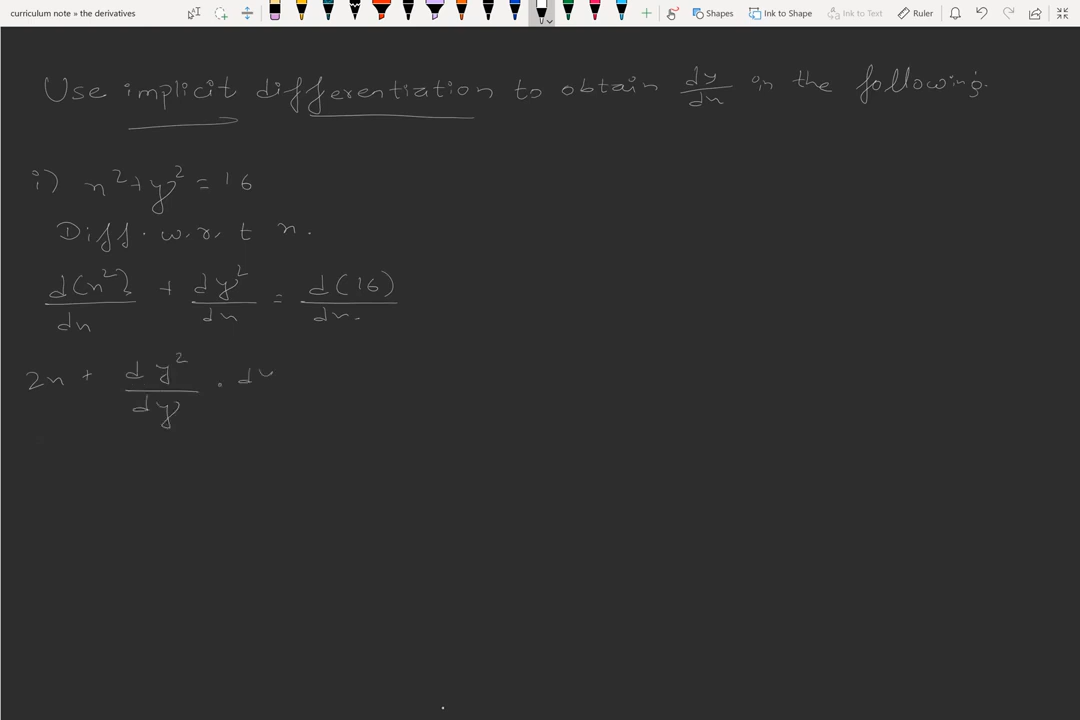 curriculum note » the derivatives
Shapes Ink to Shape Ink to Text Ruler
Use implicit differentiation to obtain dy/dx in the following.
i) x² + y² = 16
Diff. w.r.t x.
d(x²)/dx + dy²/dx = d(16)/dx.
2x + dy²/dy . dy